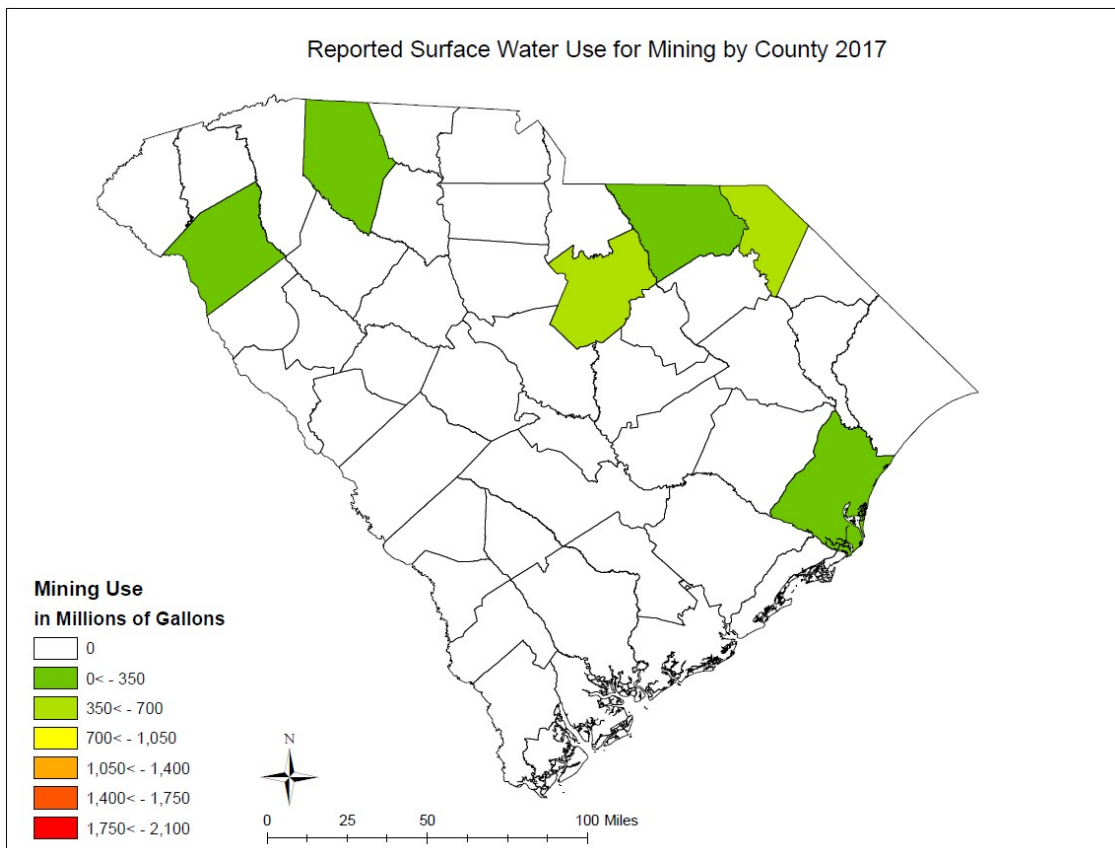 Reported Surface Water Use for Mining by County 2017
Mining Use
in Millions of Gallons
0
0< - 350
350< - 700
700< - 1,050
1,050< - 1,400
1,400< - 1,750
1,750< - 2,100
N
0 25 50 100 Miles